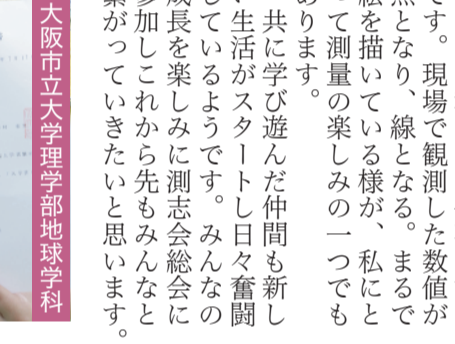 です。現場で観測した数値が
点となり、線となる。まるで
絵を描いている様が、私にと
って測量の楽しみの一つでも
あります。
共に学び遊んだ仲間も新し
い生活がスタートし日々奮闘
しているようです。みんなの
成長を楽しみに測志会総会に
参加しこれから先もみんなと
繋がっていきたいと思います。
大阪市立大学理学部地球学科